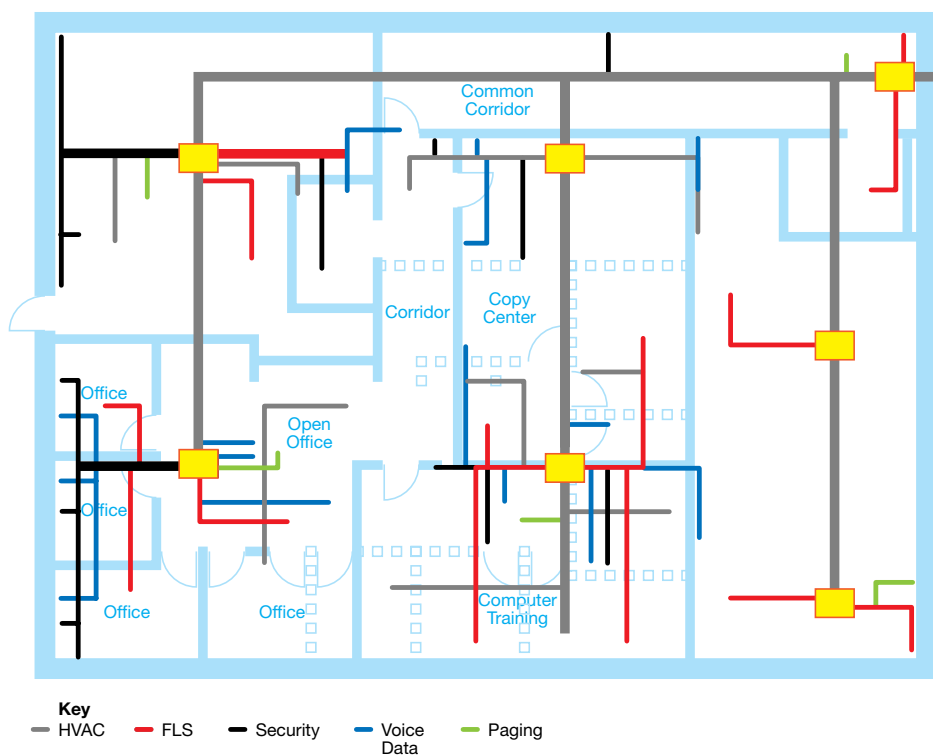 Common
Corridor
Corridor
Copy
Center
Office
Open
Office
Office
Office
Office
Computer
Training
Key
HVAC
FLS
Security
Voice
Data
Paging